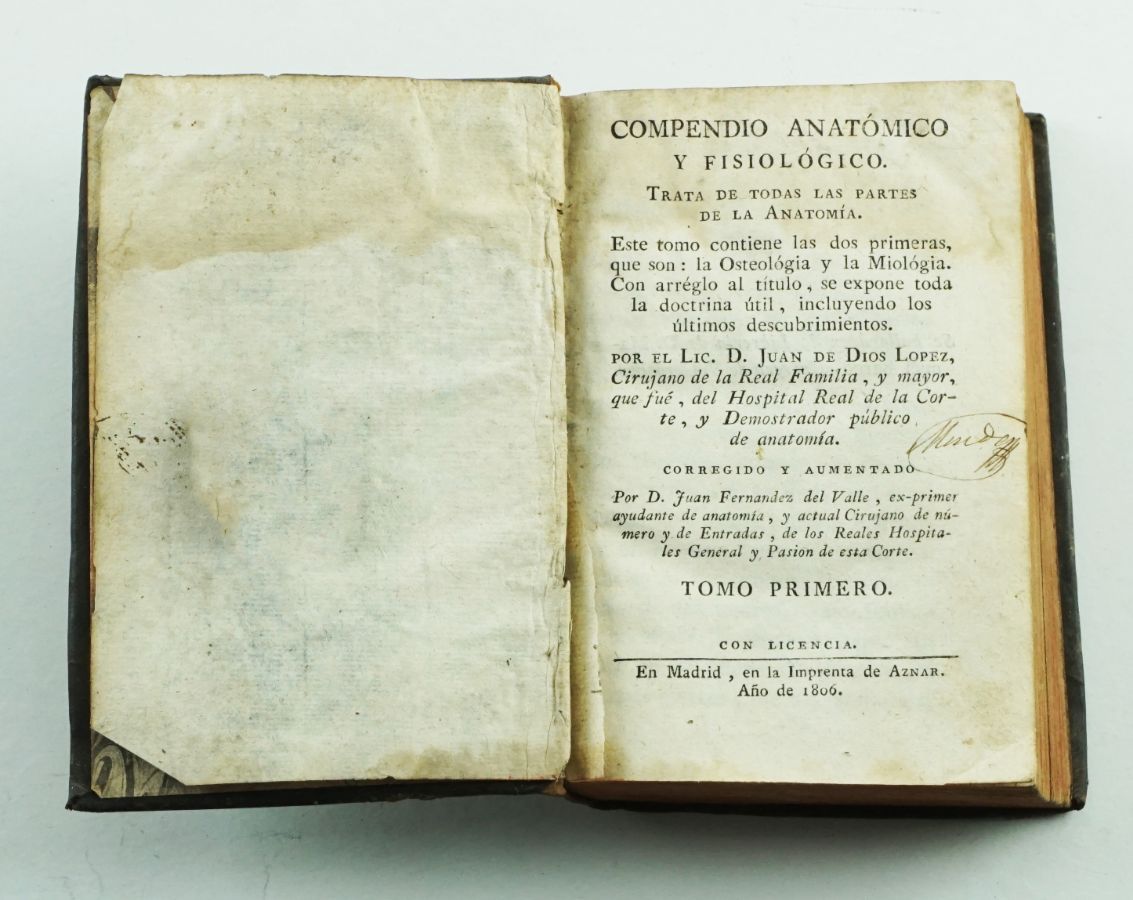 COMPENDIO ANATÓMICO
Y FISIOLÓGICO.
TRATA DE TODAS LAS PARTES
DE LA ANATOMÍA.
Este tomo contiene las dos primeras,
que son : la Osteológia y la Miológia.
Con arréglo al título , se expone toda
la doctrina útil , incluyendo los
últimos descubrimientos.
POR EL LIC. D. JUAN DE DIOS LOPEZ,
Cirujano de la Real Familia , y mayor,
que fué , del Hospital Real de la Cor-
te , y Demostrador público
de anatomía.
CORREGIDO Y AUMENTADO
Por D. Juan Fernandez del Valle , ex-primer
ayudante de anatomía , y actual Cirujano de nú-
mero y de Entradas , de los Reales Hospita-
les General y Pasion de esta Corte.
TOMO PRIMERO.
CON LICENCIA.
En Madrid , en la Imprenta de AZNAR.
Año de 1806.